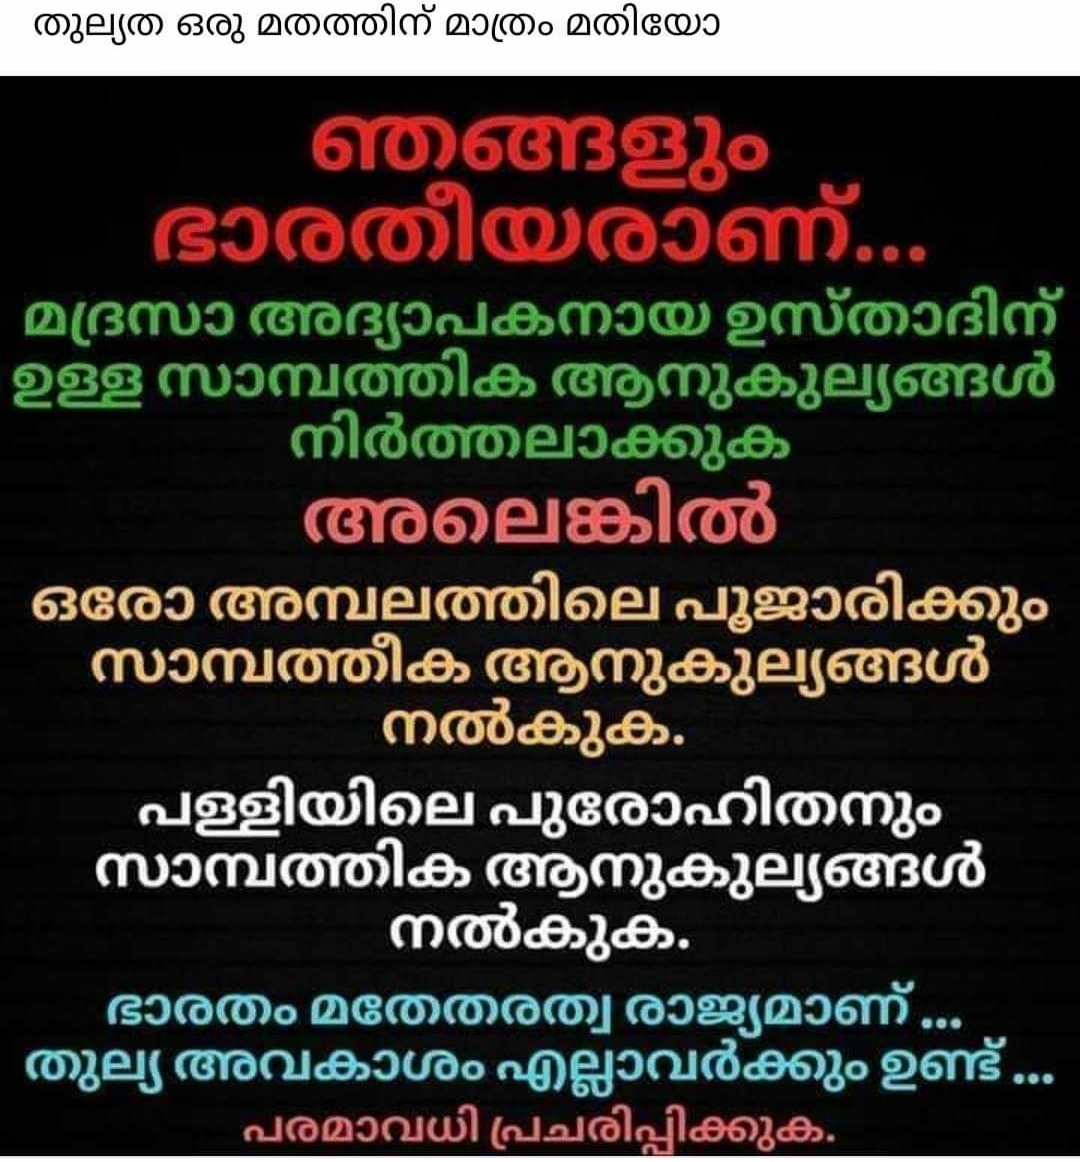 തുല്യത ഒരു മതത്തിന് മാത്രം മതിയോ
ഞങ്ങളും
ഭാരതീയരാണ്...
മദ്രസാ അദ്യാപകനായ ഉസ്താദിന്
ഉള്ള സാമ്പത്തിക ആനുകുല്യങ്ങൾ
നിർത്തലാക്കുക
അലെങ്കിൽ
ഒരോ അമ്പലത്തിലെ പൂജാരിക്കും
സാമ്പത്തീക ആനുകുല്യങ്ങൾ
നൽകുക.
പള്ളിയിലെ പുരോഹിതനും
സാമ്പത്തിക ആനുകുല്യങ്ങൾ
നൽകുക.
ഭാരതം മതേതരത്വ രാജ്യമാണ് ...
തുല്യ അവകാശം എല്ലാവർക്കും ഉണ്ട് ...
പരമാവധി പ്രചരിപ്പിക്കുക.